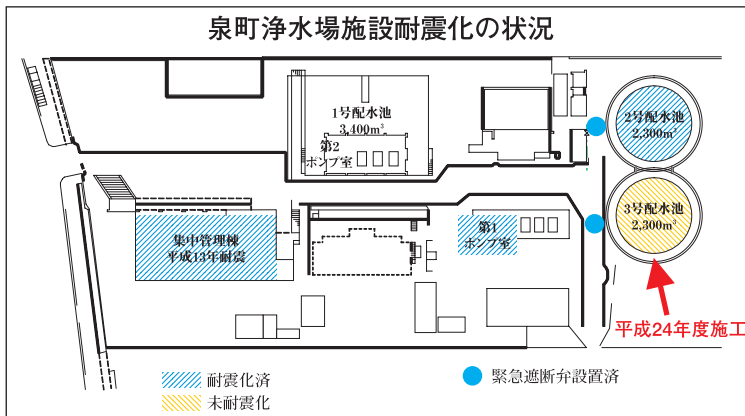 泉町浄水場施設耐震化の状況
1号配水池
3,400m³
第2
ポンプ室
2号配水池
2,300m³
3号配水池
2,300m³
集中管理棟
平成13年耐震
第1
ポンプ室
平成24年度施工
耐震化済
未耐震化
緊急遮断弁設置済